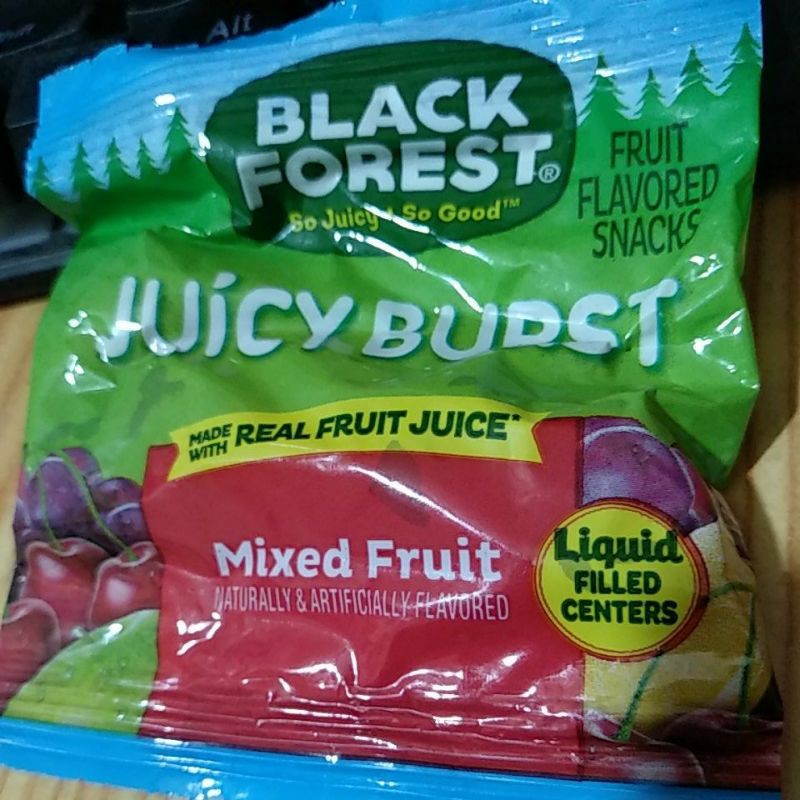 Alt
BLACK
FOREST®
So Juicy! So Good™
FRUIT
FLAVORED
SNACKS
JUICY BURST
MADE
WITH REAL FRUIT JUICE*
Mixed Fruit
NATURALLY & ARTIFICIALLY FLAVORED
Liquid
FILLED
CENTERS